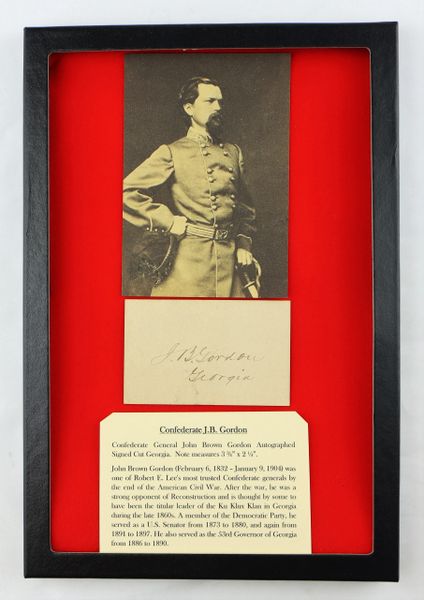 J. B. Gordon
Georgia
Confederate J.B. Gordon
Confederate General John Brown Gordon Autographed
Signed Cut Georgia. Note measures 3 ¾" x 2 ¼".
John Brown Gordon (February 6, 1832 – January 9, 1904) was
one of Robert E. Lee's most trusted Confederate generals
by the end of the American Civil War. After the war, he was a
strong opponent of Reconstruction and is thought by some to
have been the titular leader of the Ku Klux Klan in Georgia
during the late 1860s. A member of the Democratic Party, he
served as a U.S. Senator from 1873 to 1880, and again from
1891 to 1897. He also served as the 53rd Governor of Georgia
from 1886 to 1890.